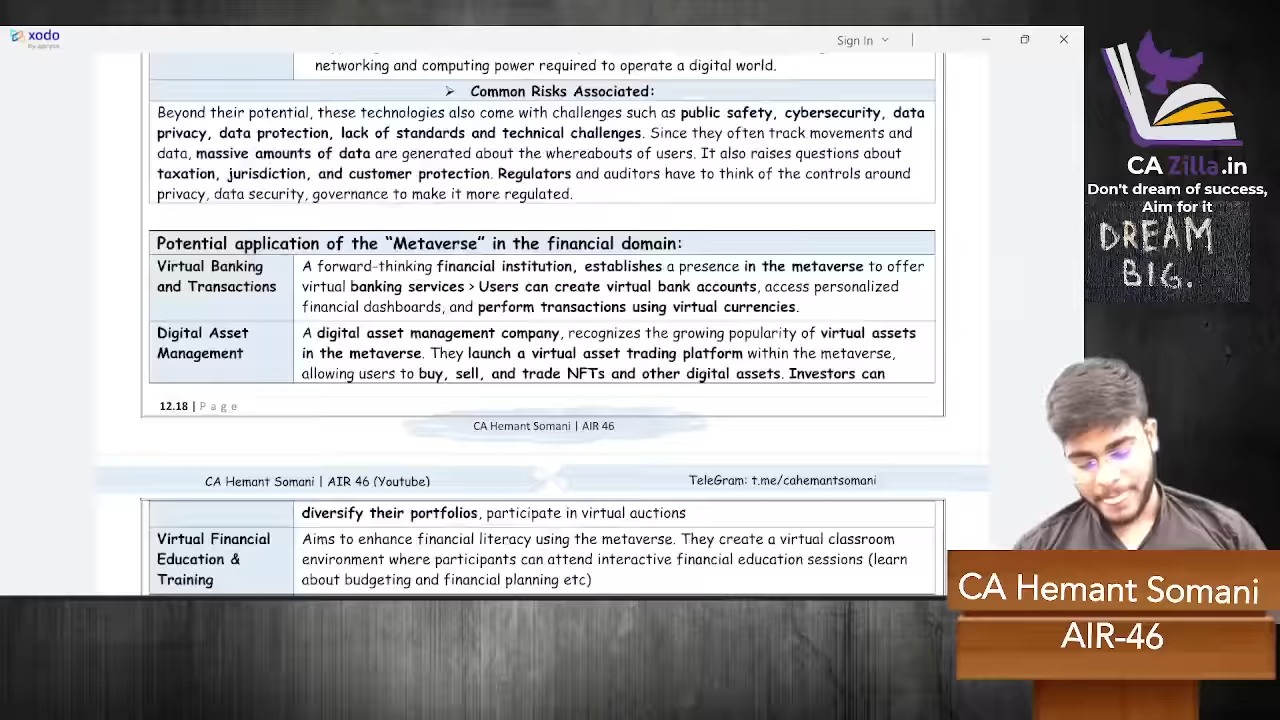 xodo
Sign In
networking and computing power required to operate a digital world.
➢ Common Risks Associated:
Beyond their potential, these technologies also come with challenges such as public safety, cybersecurity, data
privacy, data protection, lack of standards and technical challenges. Since they often track movements and
data, massive amounts of data are generated about the whereabouts of users. It also raises questions about
taxation, jurisdiction, and customer protection. Regulators and auditors have to think of the controls around
privacy, data security, governance to make it more regulated.
Potential application of the “Metaverse” in the financial domain:
Virtual Banking
and Transactions
A forward-thinking financial institution, establishes a presence in the metaverse to offer
virtual banking services > Users can create virtual bank accounts, access personalized
financial dashboards, and perform transactions using virtual currencies.
Digital Asset
Management
A digital asset management company, recognizes the growing popularity of virtual assets
in the metaverse. They launch a virtual asset trading platform within the metaverse,
allowing users to buy, sell, and trade NFTs and other digital assets. Investors can
12.18 | Page
CA Hemant Somani | AIR 46
CA Hemant Somani | AIR 46 (Youtube)
TeleGram: t.me/cahemantsomani
diversify their portfolios, participate in virtual auctions
Virtual Financial
Education &
Training
Aims to enhance financial literacy using the metaverse. They create a virtual classroom
environment where participants can attend interactive financial education sessions (learn
about budgeting and financial planning etc)
CA Zilla.in
Don't dream of success,
Aim for it
DREAM
BIG.
CA Hemant Somani
AIR-46